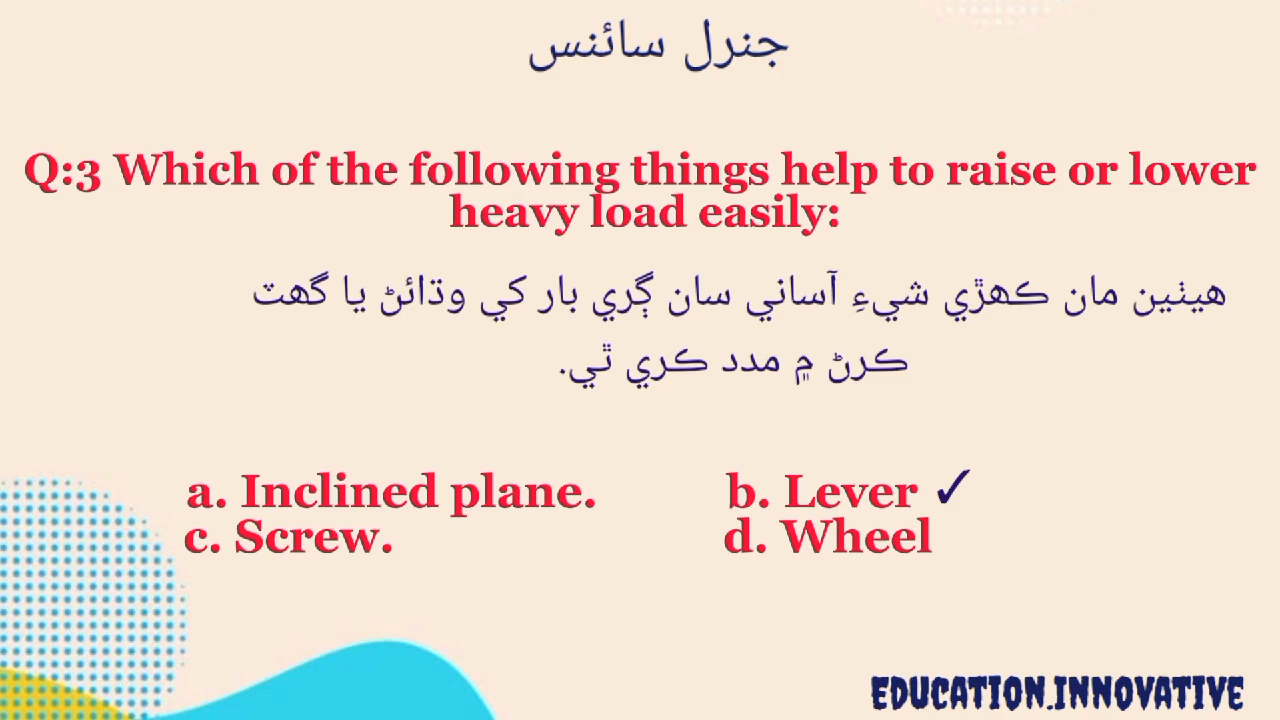 جنرل سائنس
Q:3 Which of the following things help to raise or lower
heavy load easily:
هيٺين مان ڪهڙي شيءِ آساني سان ڳري بار کي وڌائڻ يا گهٽ
ڪرڻ ۾ مدد ڪري ٿي.
a. Inclined plane. b. Lever ✓
c. Screw. d. Wheel
EDUCATION.INNOVATIVE